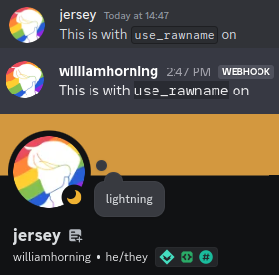 jersey Today at 14:47
This is with use_rawname on
williamhorning 2:47 PM WEBHOOK
This is with use_rawname on
lightning
jersey
williamhorning • he/they #